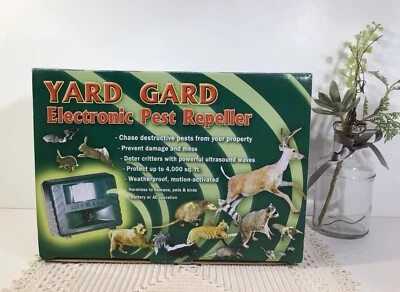 YARD GARD
Electronic Pest Repeller
• Chase destructive pests from your property
• Prevent damage and mess
• Deter critters with powerful ultrasound waves
• Protect up to 4,000 sq. ft.
• Weatherproof, motion-activated
Harmless to humans, pets & birds
Battery or AC operation